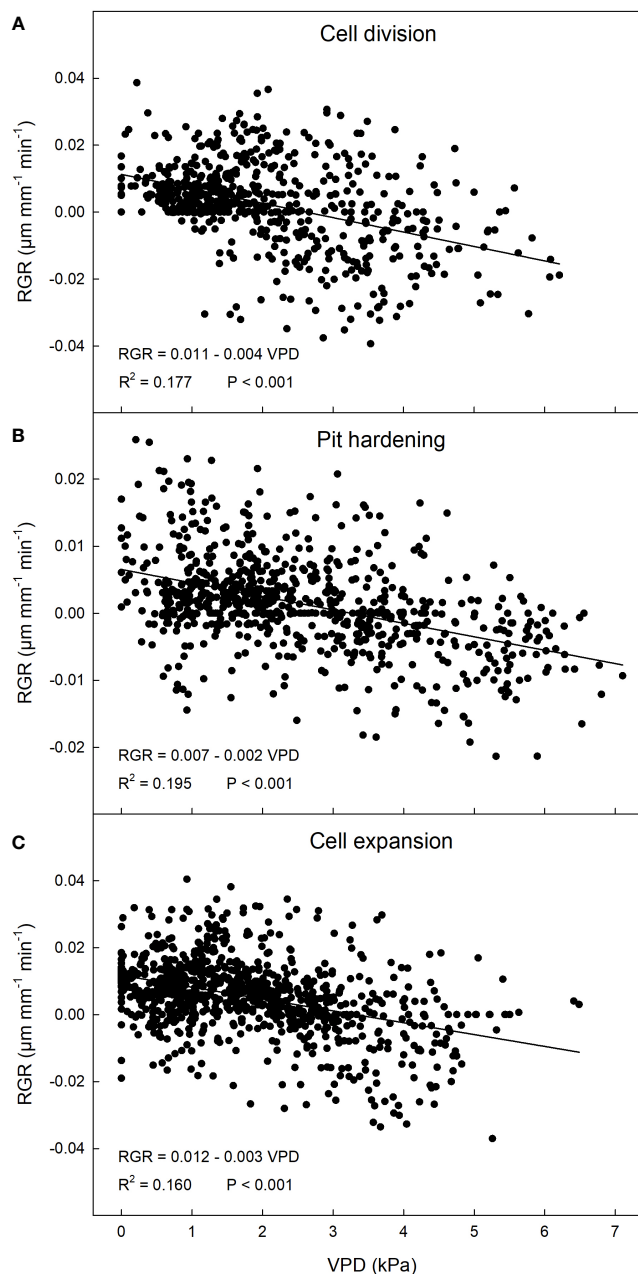 A
Cell division
0.04
0.02
0.00
-0.02
-0.04
RGR (µm mm⁻¹ min⁻¹)
RGR = 0.011 - 0.004 VPD
R² = 0.177 P < 0.001
B
Pit hardening
0.02
0.01
0.00
-0.01
-0.02
RGR (µm mm⁻¹ min⁻¹)
RGR = 0.007 - 0.002 VPD
R² = 0.195 P < 0.001
C
Cell expansion
0.04
0.02
0.00
-0.02
-0.04
RGR (µm mm⁻¹ min⁻¹)
RGR = 0.012 - 0.003 VPD
R² = 0.160 P < 0.001
0 1 2 3 4 5 6 7
VPD (kPa)